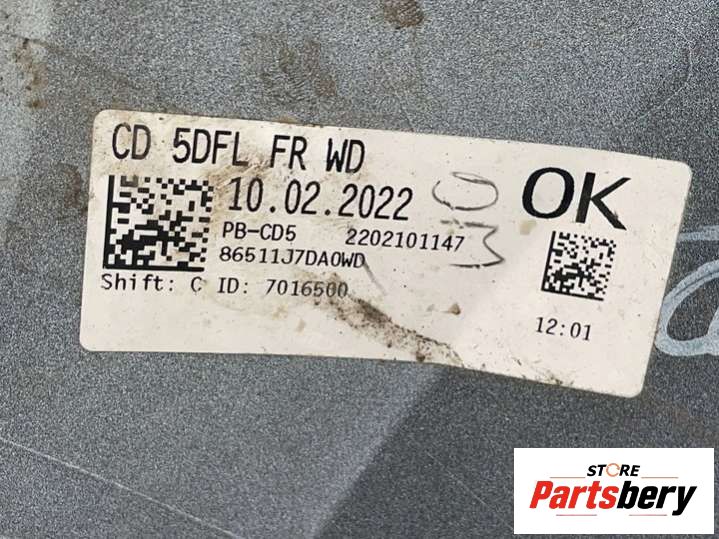 CD 5DFL FR WD
10.02.2022
PB-CD5 2202101147
86511J7DA0WD
Shift: C ID: 7016500
OK
12:01
STORE
Partsbery